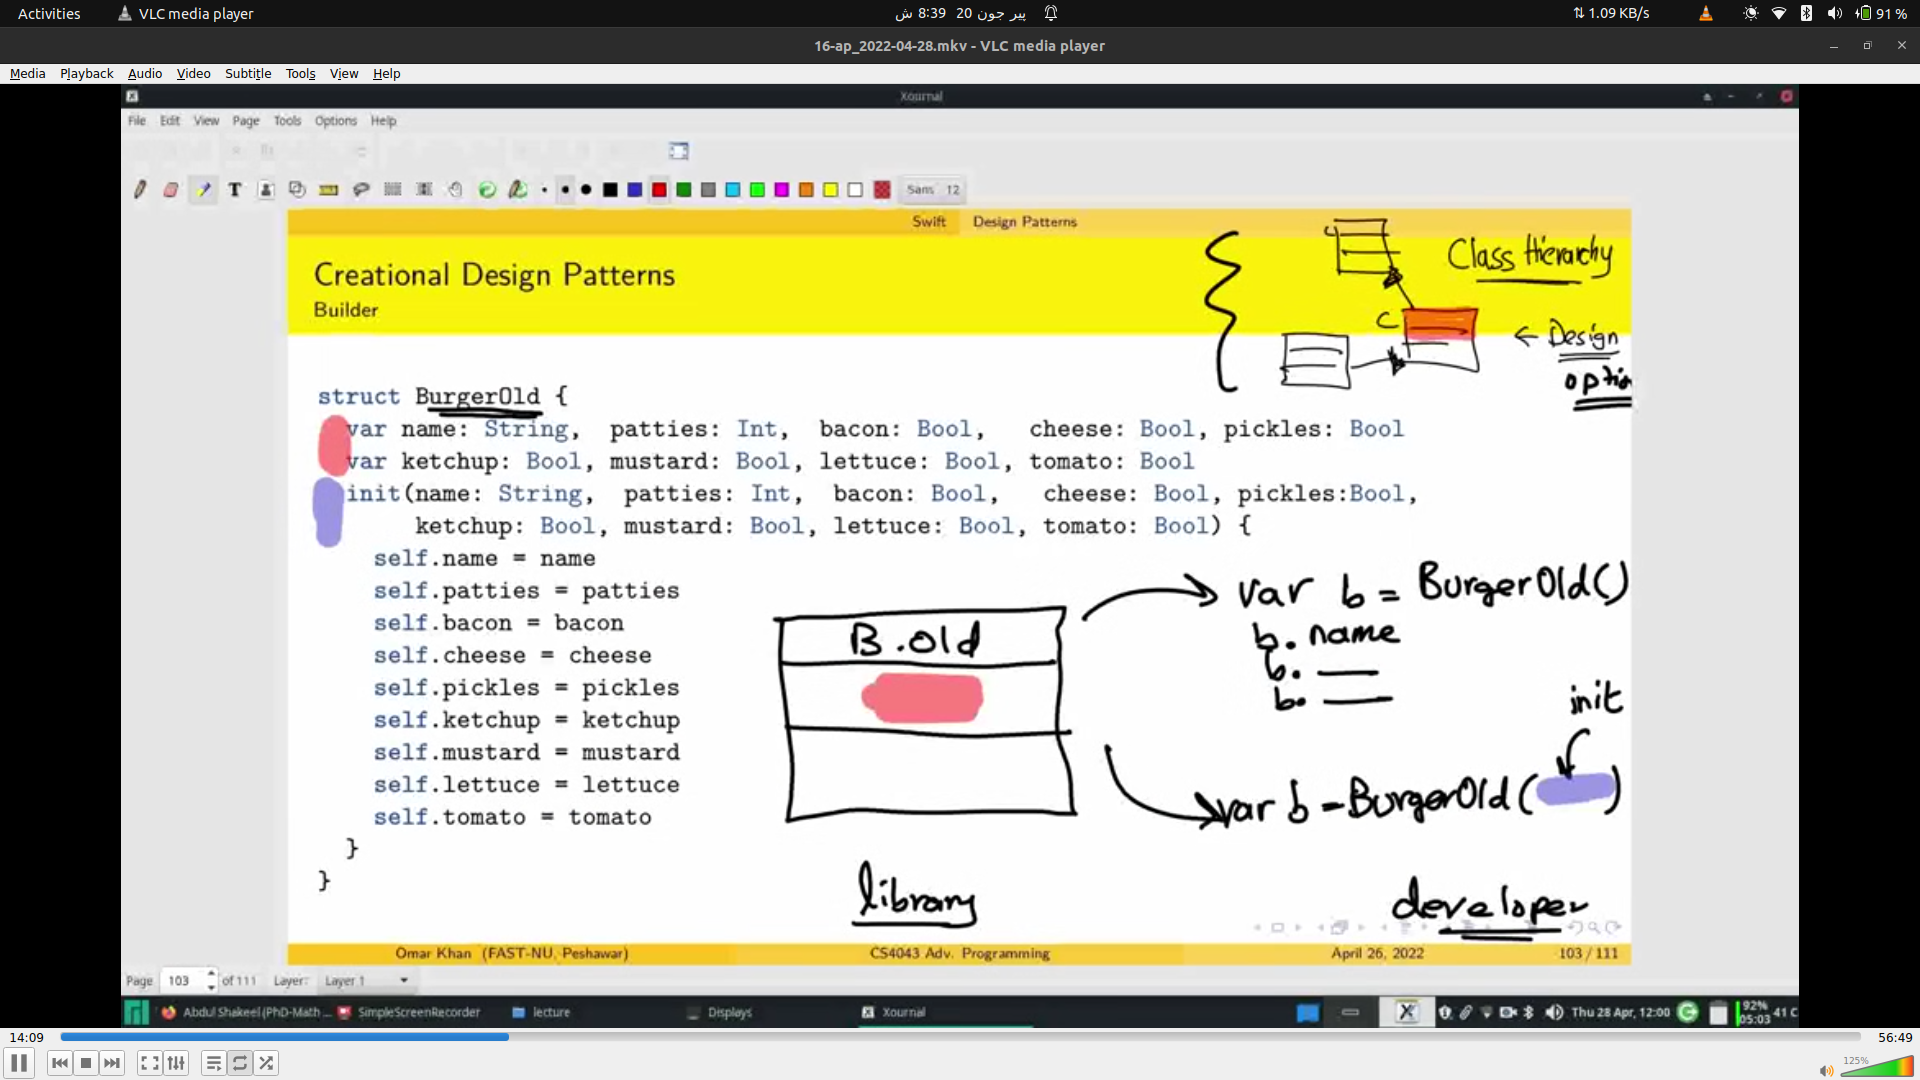 Activities VLC media player پیر جون 20 8:39 ش 1.09 KB/s 91 %
16-ap_2022-04-28.mkv - VLC media player
Media Playback Audio Video Subtitle Tools View Help
Xournal
File Edit View Page Tools Options Help
T Sans 12
Swift Design Patterns
Creational Design Patterns
Builder
Class Hierarchy
C
← Design
option
struct BurgerOld {
var name: String, patties: Int, bacon: Bool, cheese: Bool, pickles: Bool
var ketchup: Bool, mustard: Bool, lettuce: Bool, tomato: Bool
init(name: String, patties: Int, bacon: Bool, cheese: Bool, pickles:Bool,
ketchup: Bool, mustard: Bool, lettuce: Bool, tomato: Bool) {
self.name = name
self.patties = patties
self.bacon = bacon
self.cheese = cheese
self.pickles = pickles
self.ketchup = ketchup
self.mustard = mustard
self.lettuce = lettuce
self.tomato = tomato
}
}
B.Old
library
var b = BurgerOld()
b. name
b.
b.
init
var b = BurgerOld( )
developer
Omar Khan (FAST-NU, Peshawar) CS4043 Adv. Programming April 26, 2022 103 / 111
Page 103 of 111 Layer: Layer 1
Abdul Shakeel (PhD-Math ... SimpleScreenRecorder lecture Displays Xournal Thu 28 Apr, 12:00 92% 05:03 41 C
14:09 56:49
125%